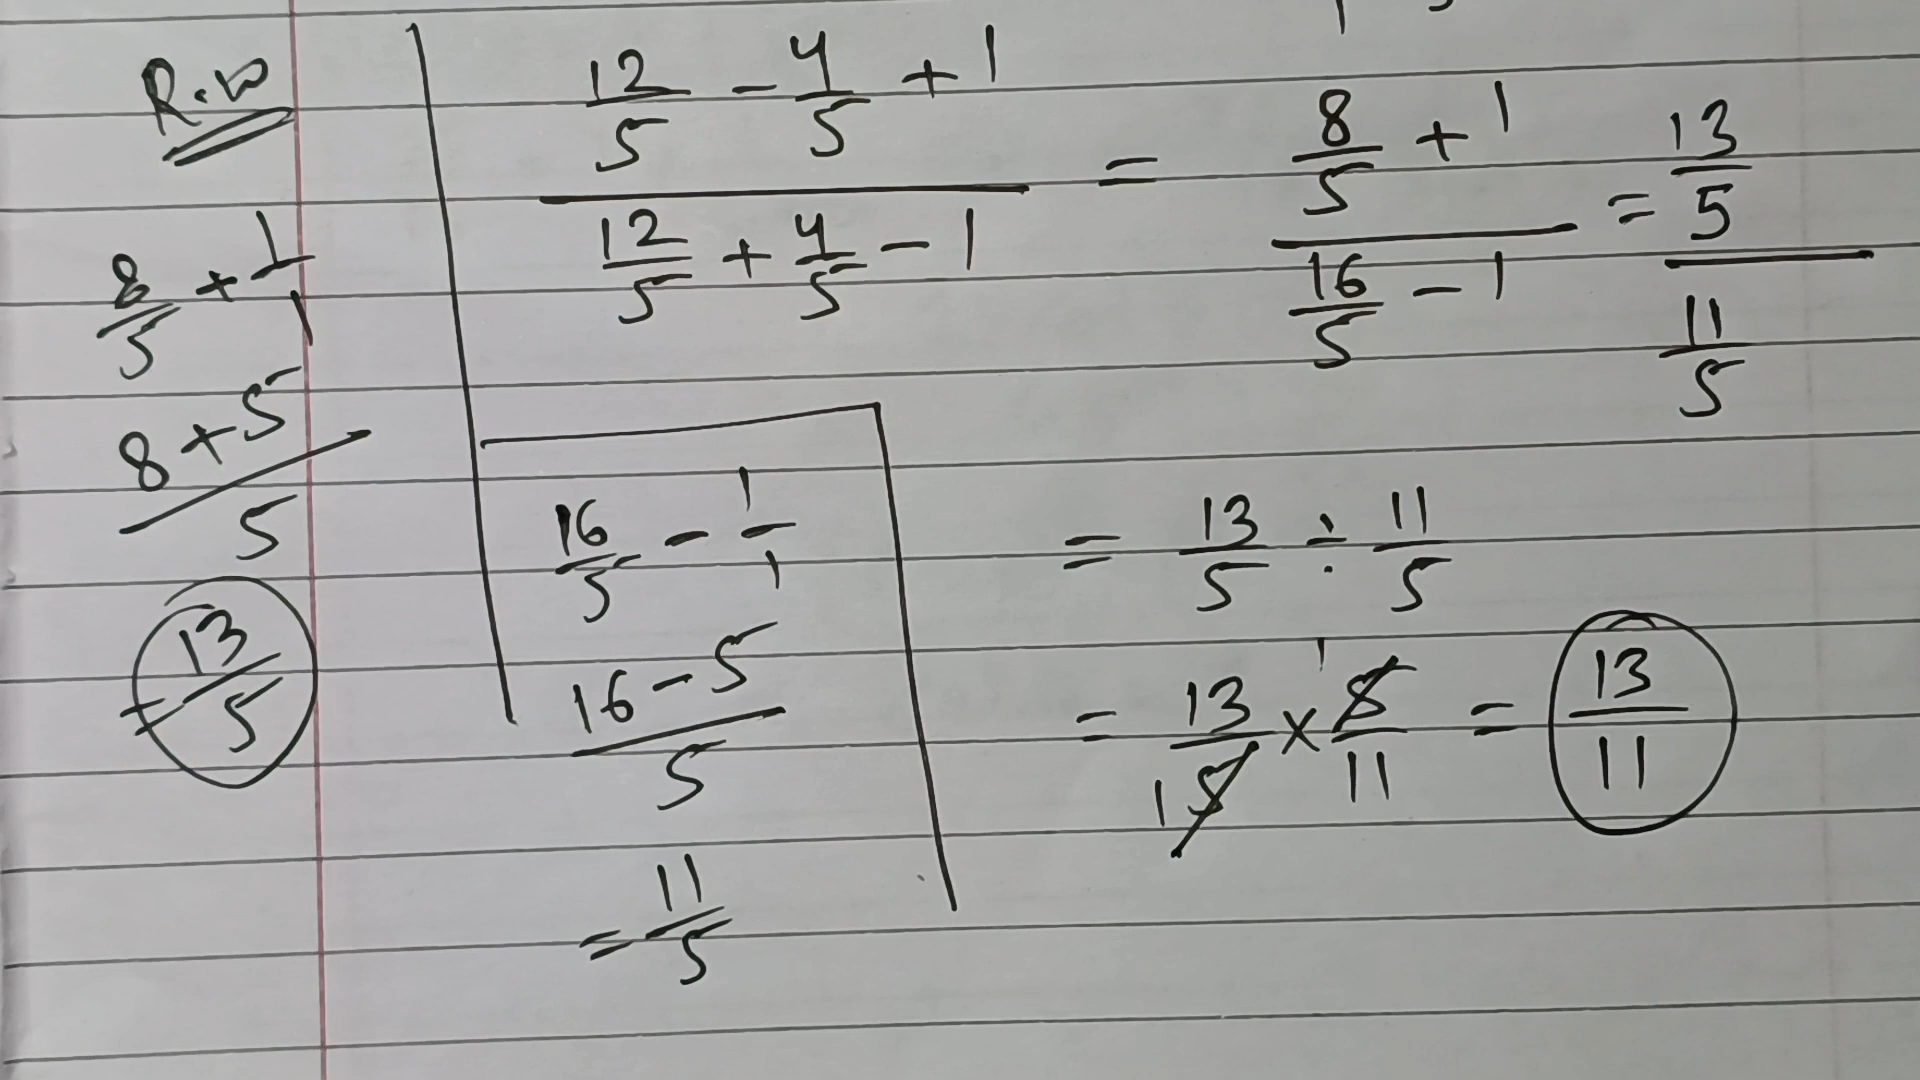 R.w
8/5 + 1/1
8+5/5
= 13/5
(12/5 - 4/5 + 1)/(12/5 + 4/5 - 1) = (8/5 + 1)/(16/5 - 1) = (13/5)/(11/5)
16/5 - 1/1
16-5/5
= 11/5
= 13/5 ÷ 11/5
= 13/5 1 × 5/11 1 = 13/11